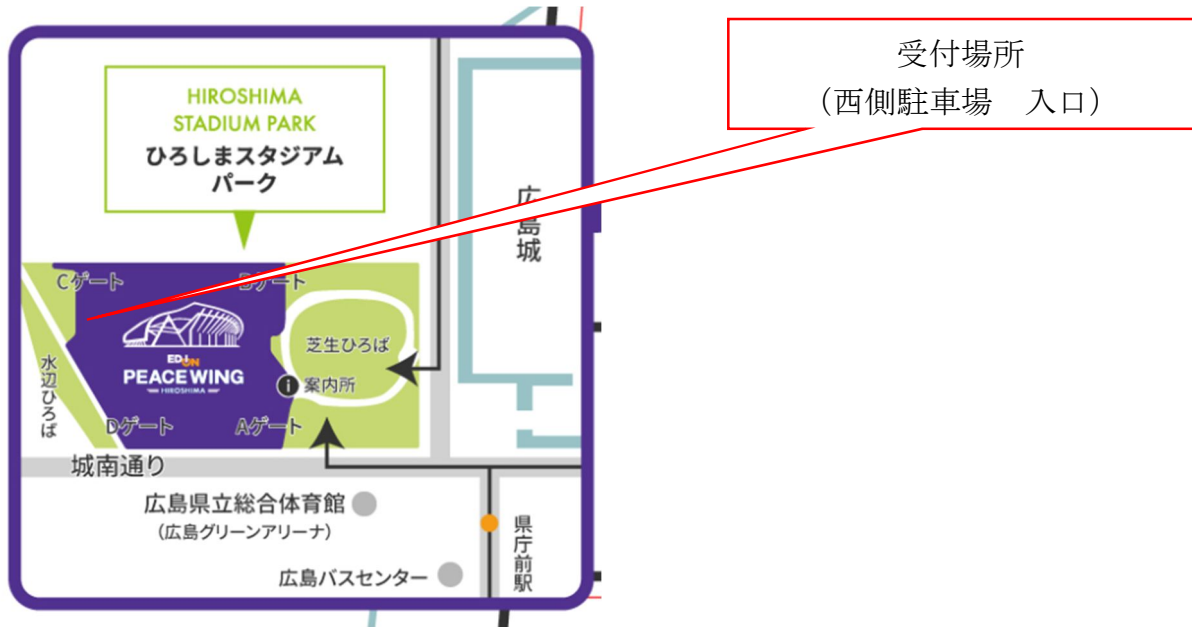 受付場所
（西側駐車場　入口）
HIROSHIMA
STADIUM PARK
ひろしまスタジアム
パーク
広島城
Cゲート
Bゲート
芝生ひろば
EDION
PEACE WING
HIROSHIMA
i 案内所
水辺ひろば
Dゲート
Aゲート
城南通り
広島県立総合体育館
（広島グリーンアリーナ）
県庁前駅
広島バスセンター